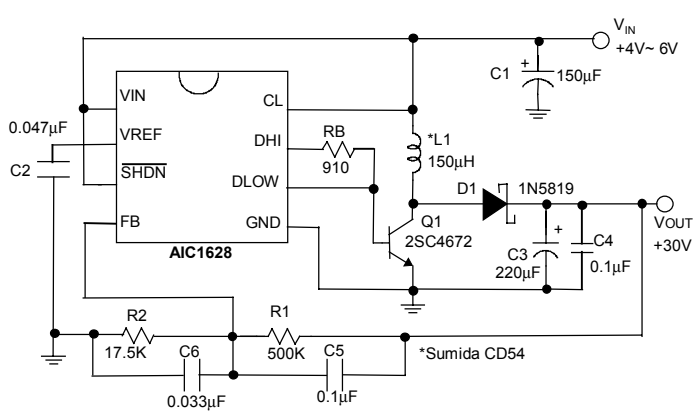 VIN
+4V~ 6V
C1
150μF
VIN
CL
0.047μF
VREF
DHI
RB
910
*L1
150μH
C2
SHDN
DLOW
D1
1N5819
FB
GND
Q1
2SC4672
VOUT
+30V
AIC1628
C3
220μF
C4
0.1μF
R2
17.5K
R1
500K
C6
0.033μF
C5
0.1μF
*Sumida CD54